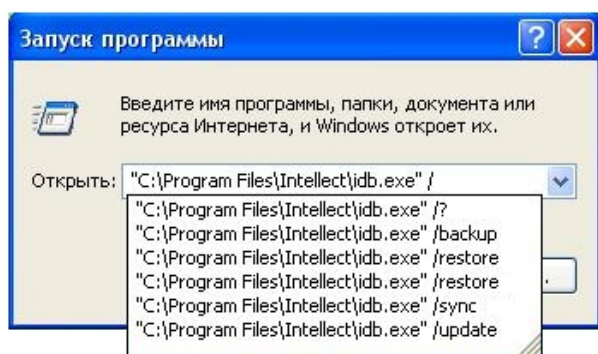 Запуск программы
Введите имя программы, папки, документа или
ресурса Интернета, и Windows откроет их.
Открыть: "C:\Program Files\Intellect\idb.exe" /
"C:\Program Files\Intellect\idb.exe" /?
"C:\Program Files\Intellect\idb.exe" /backup
"C:\Program Files\Intellect\idb.exe" /restore
"C:\Program Files\Intellect\idb.exe" /restore
"C:\Program Files\Intellect\idb.exe" /sync
"C:\Program Files\Intellect\idb.exe" /update